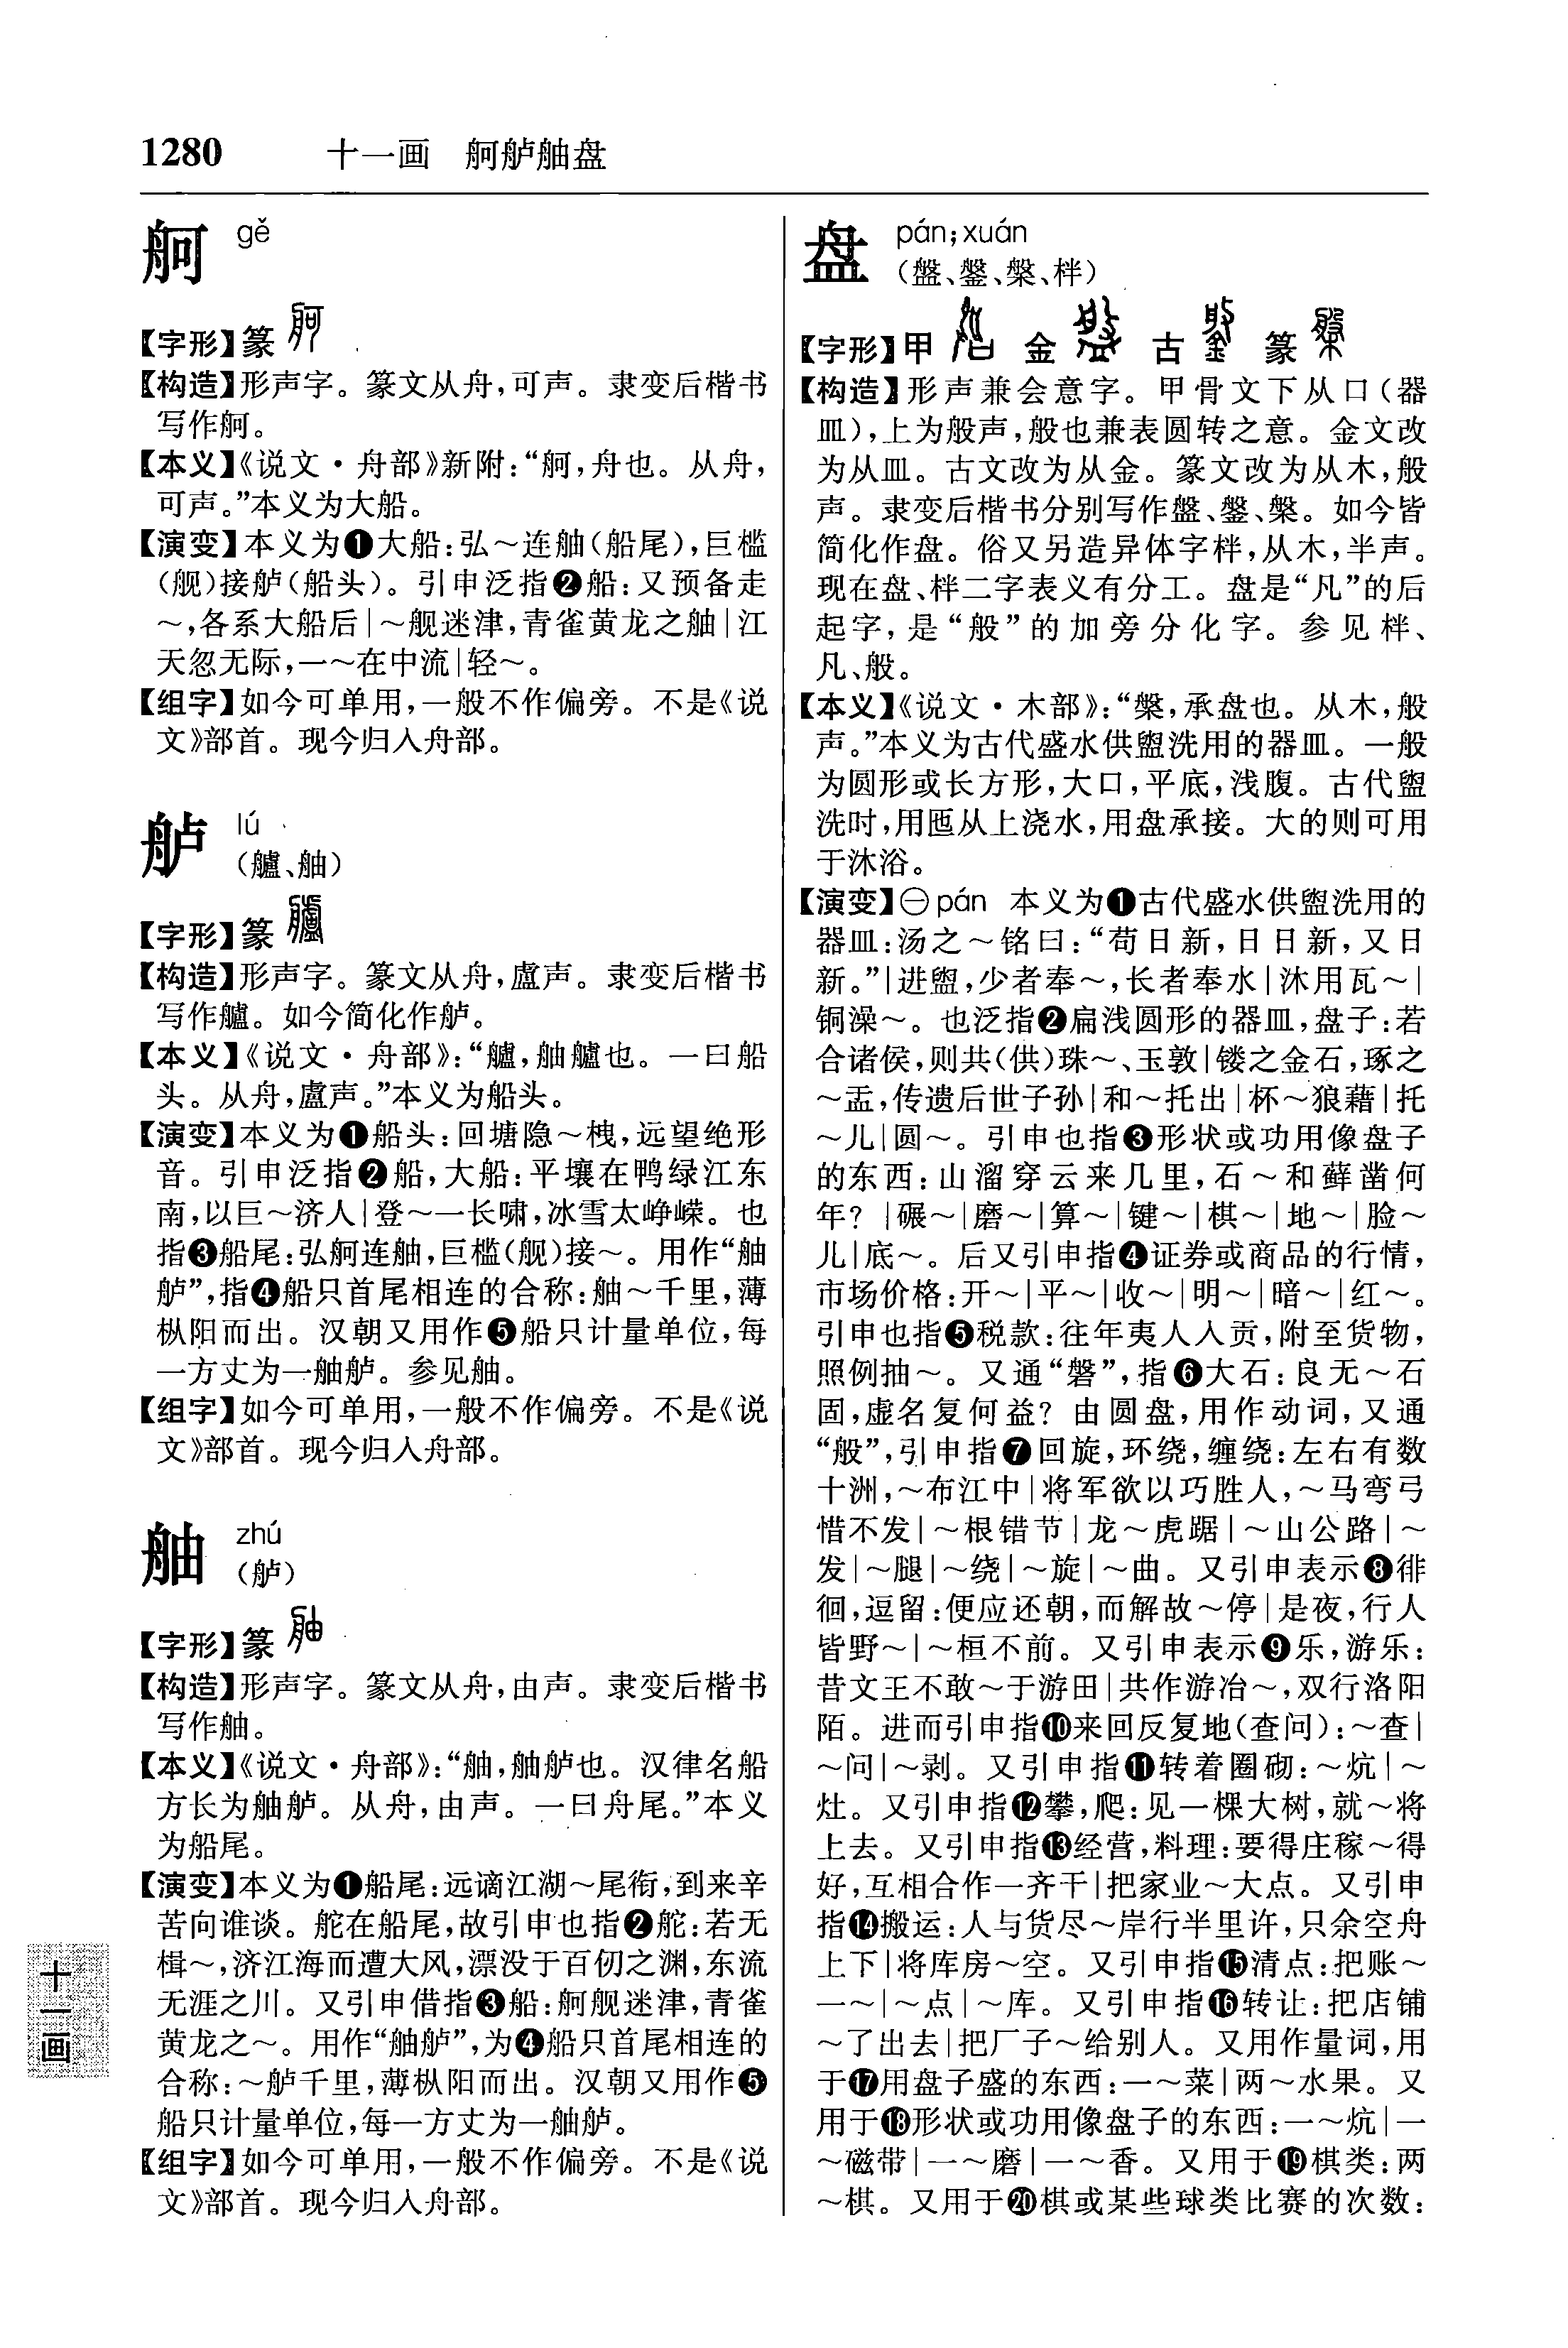 1280 十一画 舸舻舳盘
舸 gě
【字形】篆
【构造】形声字。篆文从舟,可声。隶变后楷书
写作舸。
【本义】《说文·舟部》新附:“舸,舟也。从舟,
可声。”本义为大船。
【演变】本义为❶大船:弘～连舳(船尾),巨槛
(舰)接舻(船头)。引申泛指❷船:又预备走
～,各系大船后|～舰迷津,青雀黄龙之舳|江
天忽无际,一～在中流|轻～。
【组字】如今可单用,一般不作偏旁。不是《说
文》部首。现今归入舟部。
舻 lú
(艫、舳)
【字形】篆
【构造】形声字。篆文从舟,盧声。隶变后楷书
写作艫。如今简化作舻。
【本义】《说文·舟部》:“艫,舳艫也。一曰船
头。从舟,盧声。”本义为船头。
【演变】本义为❶船头:回塘隐～栧,远望绝形
音。引申泛指❷船,大船:平壤在鸭绿江东
南,以巨～济人|登～一长啸,冰雪太峥嵘。也
指❸船尾:弘舸连舳,巨槛(舰)接～。用作“舳
舻”,指❹船只首尾相连的合称:舳～千里,薄
枞阳而出。汉朝又用作❺船只计量单位,每
一方丈为一舳舻。参见舳。
【组字】如今可单用,一般不作偏旁。不是《说
文》部首。现今归入舟部。
舳 zhú
(舻)
【字形】篆
【构造】形声字。篆文从舟,由声。隶变后楷书
写作舳。
【本义】《说文·舟部》:“舳,舳舻也。汉律名船
方长为舳舻。从舟,由声。一曰舟尾。”本义
为船尾。
【演变】本义为❶船尾:远谪江湖～尾衔,到来辛
苦向谁谈。舵在船尾,故引申也指❷舵:若无
楫～,济江海而遭大风,漂没于百仞之渊,东流
无涯之川。又引申借指❸船:舸舰迷津,青雀
黄龙之～。用作“舳舻”,为❹船只首尾相连的
合称:～舻千里,薄枞阳而出。汉朝又用作❺
船只计量单位,每一方丈为一舳舻。
【组字】如今可单用,一般不作偏旁。不是《说
文》部首。现今归入舟部。
十一画
盘 pán;xuán
(盤、鎜、槃、柈)
【字形】甲 金 古 篆
【构造】形声兼会意字。甲骨文下从口(器
皿),上为般声,般也兼表圆转之意。金文改
为从皿。古文改为从金。篆文改为从木,般
声。隶变后楷书分别写作盤、鎜、槃。如今皆
简化作盘。俗又另造异体字柈,从木,半声。
现在盘、柈二字表义有分工。盘是“凡”的后
起字,是“般”的加旁分化字。参见柈、
凡、般。
【本义】《说文·木部》:“槃,承盘也。从木,般
声。”本义为古代盛水供盥洗用的器皿。一般
为圆形或长方形,大口,平底,浅腹。古代盥
洗时,用匜从上浇水,用盘承接。大的则可用
于沐浴。
【演变】㊀pán 本义为❶古代盛水供盥洗用的
器皿:汤之～铭曰:“苟日新,日日新,又日
新。”|进盥,少者奉～,长者奉水|沐用瓦～|
铜澡～。也泛指❷扁浅圆形的器皿,盘子:若
合诸侯,则共(供)珠～、玉敦|镂之金石,琢之
～盂,传遗后世子孙|和～托出|杯～狼藉|托
～儿|圆～。引申也指❸形状或功用像盘子
的东西:山溜穿云来几里,石～和藓凿何
年?|碾～|磨～|算～|键～|棋～|地～|脸～
儿|底～。后又引申指❹证券或商品的行情,
市场价格:开～|平～|收～|明～|暗～|红～。
引申也指❺税款:往年夷人入贡,附至货物,
照例抽～。又通“磐”,指❻大石:良无～石
固,虚名复何益?由圆盘,用作动词,又通
“般”,引申指❼回旋,环绕,缠绕:左右有数
十洲,～布江中|将军欲以巧胜人,～马弯弓
惜不发|～根错节|龙～虎踞|～山公路|～
发|～腿|～绕|～旋|～曲。又引申表示❽徘
徊,逗留:便应还朝,而解故～停|是夜,行人
皆野～|～桓不前。又引申表示❾乐,游乐:
昔文王不敢～于游田|共作游冶～,双行洛阳
陌。进而引申指❿来回反复地(查问):～查|
～问|～剥。又引申指⓫转着圈砌:～炕|～
灶。又引申指⓬攀,爬:见一棵大树,就～将
上去。又引申指⓭经营,料理:要得庄稼～得
好,互相合作一齐干|把家业～大点。又引申
指⓮搬运:人与货尽～岸行半里许,只余空舟
上下|将库房～空。又引申指⓯清点:把账～
一～|～点|～库。又引申指⓰转让:把店铺
～了出去|把厂子～给别人。又用作量词,用
于⓱用盘子盛的东西:一～菜|两～水果。又
用于⓲形状或功用像盘子的东西:一～炕|一
～磁带|一～磨|一～香。又用于⓳棋类:两
～棋。又用于⓴棋或某些球类比赛的次数: